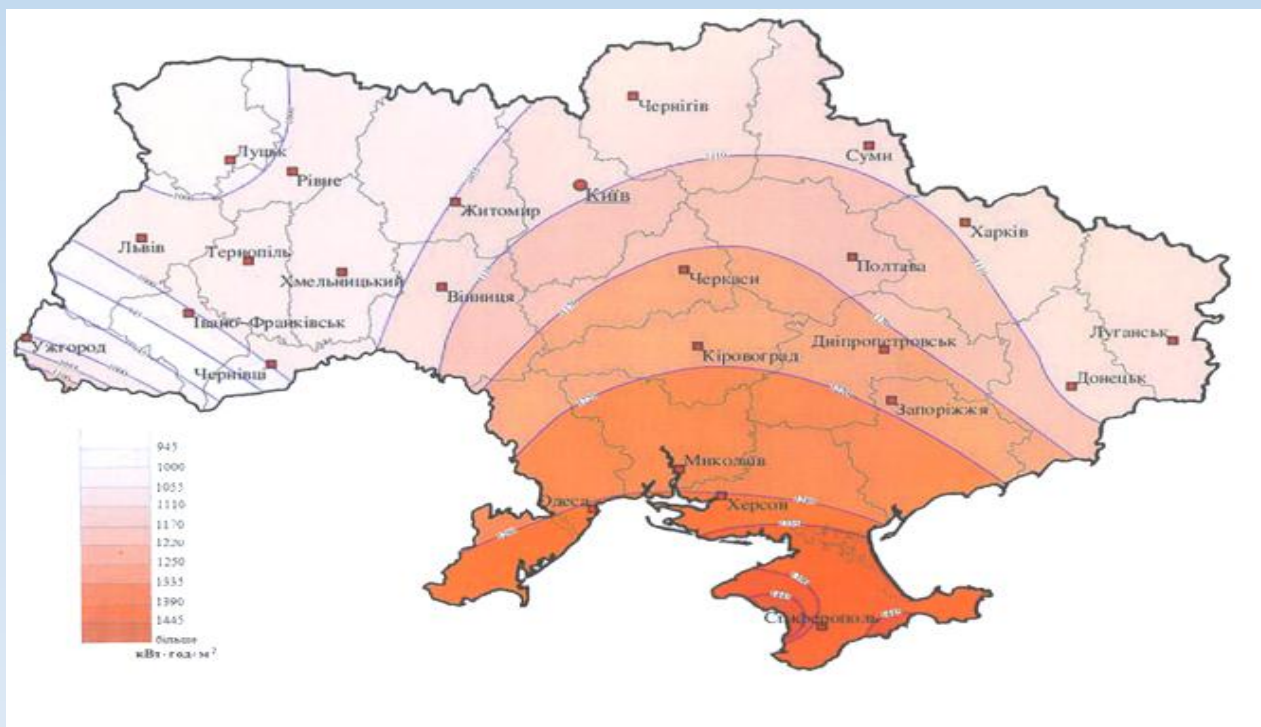 Чернігів
Луцьк
Рівне
Суми
Київ
Житомир
Харків
Львів
Тернопіль
Хмельницький
Вінниця
Черкаси
Полтава
Івано-Франківськ
Ужгород
Чернівці
Кіровоград
Дніпропетровськ
Луганськ
Донецьк
Запоріжжя
Миколаїв
Одеса
Херсон
Сімферополь
945
1000
1055
1110
1170
1220
1250
1335
1390
1445
більше
кВт·год/м²